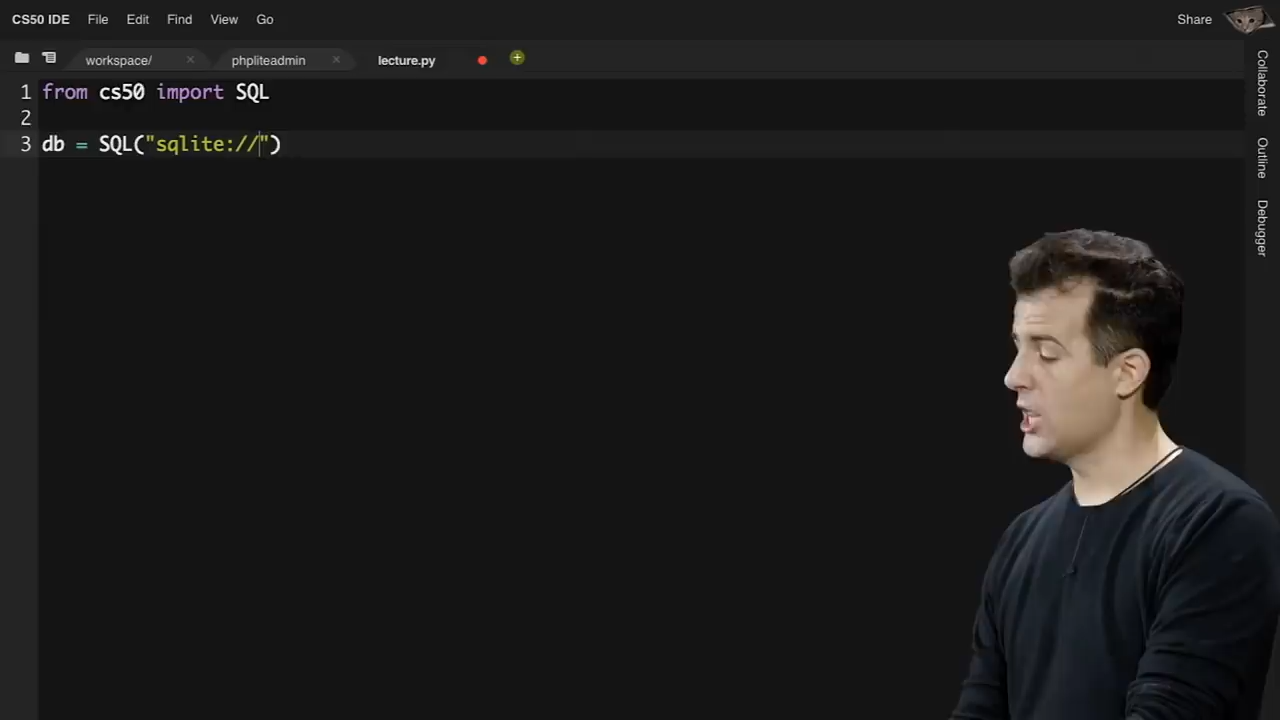 CS50 IDE File Edit Find View Go Share
workspace/ phpliteadmin lecture.py
1 from cs50 import SQL
2
3 db = SQL("sqlite://")
Collaborate
Outline
Debugger